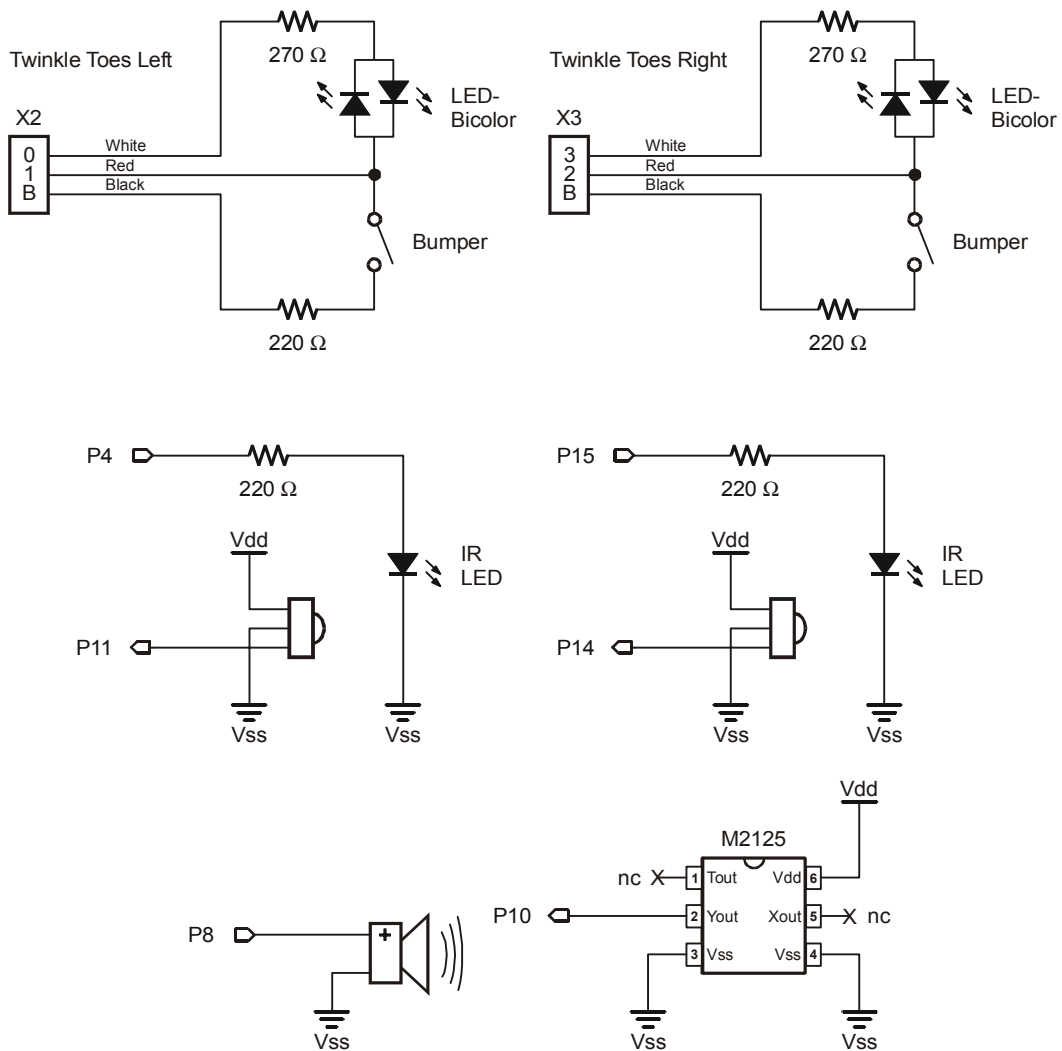 270 Ω
Twinkle Toes Left
LED-
Bicolor
X2
0
1
B
White
Red
Black
Bumper
220 Ω
270 Ω
Twinkle Toes Right
LED-
Bicolor
X3
3
2
B
White
Red
Black
Bumper
220 Ω
P4
220 Ω
Vdd
IR
LED
P11
Vss
Vss
P15
220 Ω
Vdd
IR
LED
P14
Vss
Vss
P8
+
Vss
Vdd
M2125
nc X 1 Tout Vdd 6
P10 2 Yout Xout 5 X nc
3 Vss Vss 4
Vss
Vss